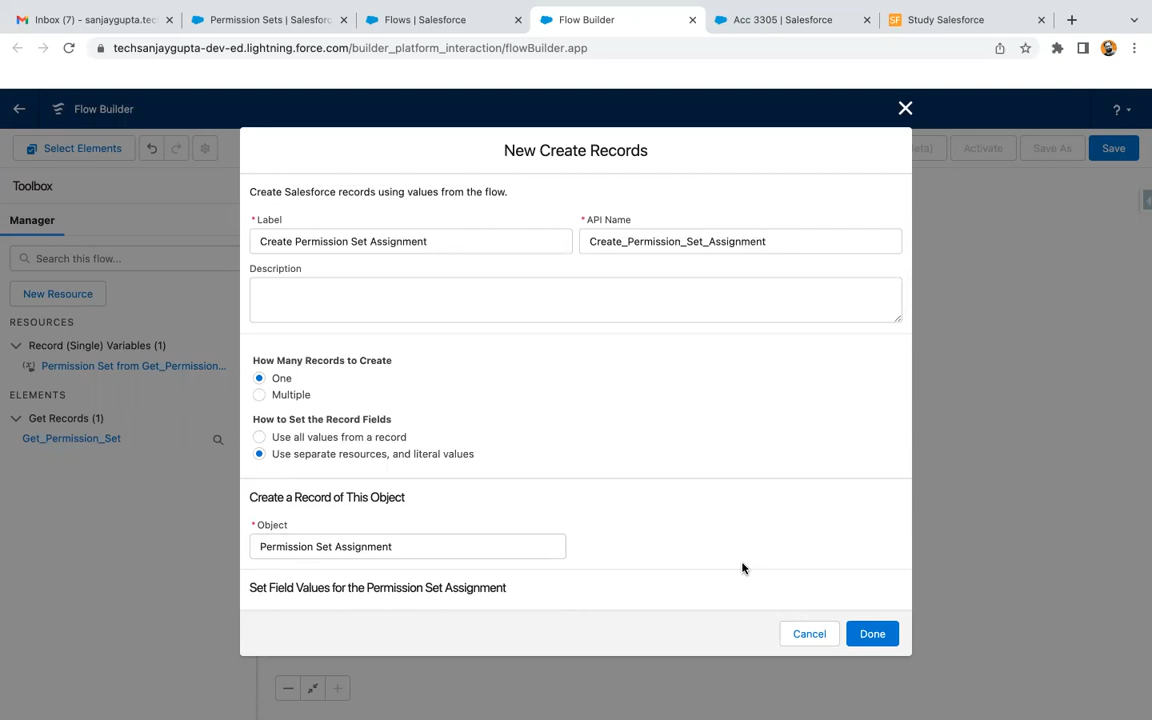 Inbox (7) - sanjaygupta.tec
Permission Sets | Salesforc
Flows | Salesforce
Flow Builder
Acc 3305 | Salesforce
SF
Study Salesforce
techsanjaygupta-dev-ed.lightning.force.com/builder_platform_interaction/flowBuilder.app
Flow Builder
?
Select Elements
eta)
Activate
Save As
Save
Toolbox
Manager
Search this flow...
New Resource
RESOURCES
Record (Single) Variables (1)
Permission Set from Get_Permission...
ELEMENTS
Get Records (1)
Get_Permission_Set
New Create Records
Create Salesforce records using values from the flow.
* Label
* API Name
Create Permission Set Assignment
Create_Permission_Set_Assignment
Description
How Many Records to Create
One
Multiple
How to Set the Record Fields
Use all values from a record
Use separate resources, and literal values
Create a Record of This Object
* Object
Permission Set Assignment
Set Field Values for the Permission Set Assignment
Cancel
Done